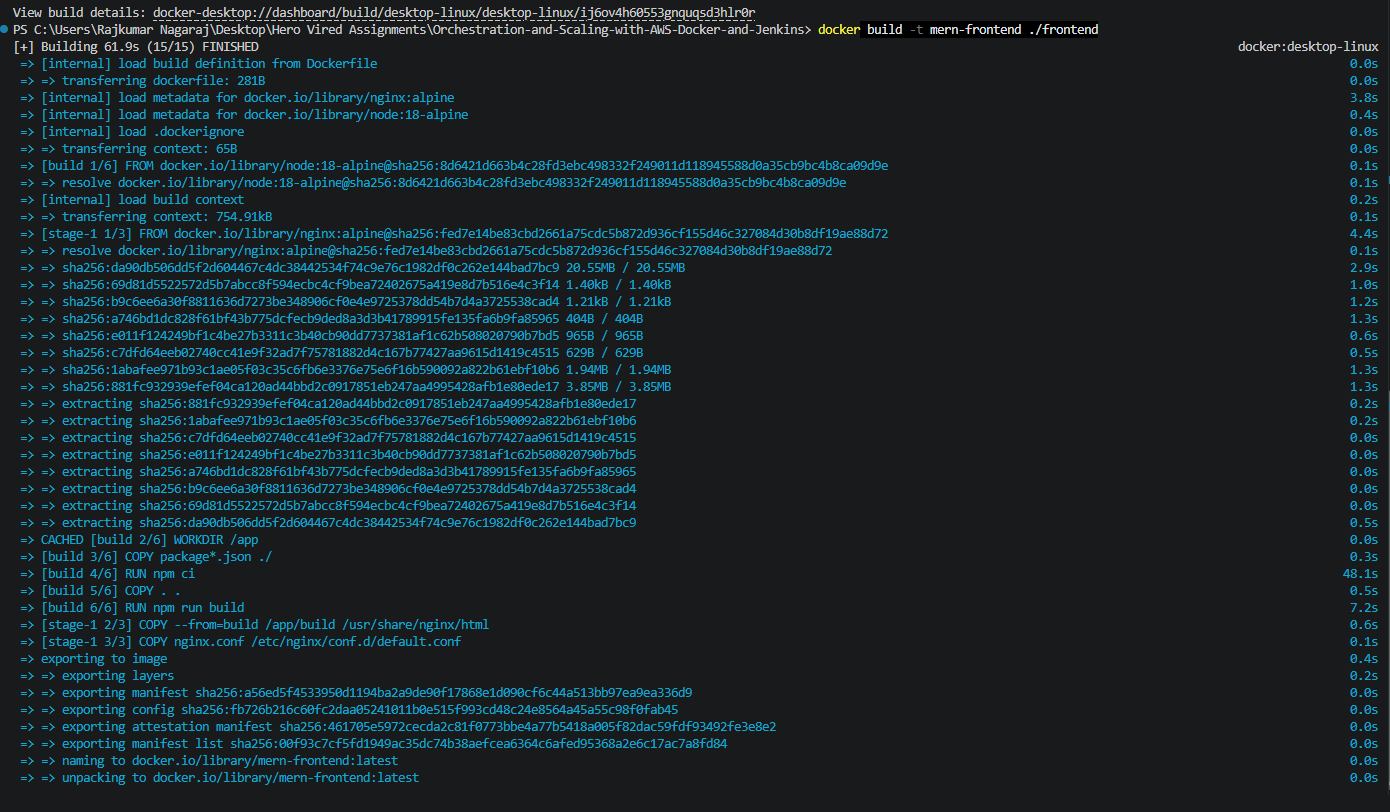 View build details: docker-desktop://dashboard/build/desktop-linux/desktop-linux/ij6ov4h60553gnquqsd3hlr0r
PS C:\Users\Rajkumar Nagaraj\Desktop\Hero Vired Assignments\Orchestration-and-Scaling-with-AWS-Docker-and-Jenkins> docker build -t mern-frontend ./frontend
[+] Building 61.9s (15/15) FINISHED docker:desktop-linux
=> [internal] load build definition from Dockerfile 0.0s
=> => transferring dockerfile: 281B 0.0s
=> [internal] load metadata for docker.io/library/nginx:alpine 3.8s
=> [internal] load metadata for docker.io/library/node:18-alpine 0.4s
=> [internal] load .dockerignore 0.0s
=> => transferring context: 65B 0.0s
=> [build 1/6] FROM docker.io/library/node:18-alpine@sha256:8d6421d663b4c28fd3ebc498332f249011d118945588d0a35cb9bc4b8ca09d9e 0.1s
=> => resolve docker.io/library/node:18-alpine@sha256:8d6421d663b4c28fd3ebc498332f249011d118945588d0a35cb9bc4b8ca09d9e 0.1s
=> [internal] load build context 0.2s
=> => transferring context: 754.91kB 0.1s
=> [stage-1 1/3] FROM docker.io/library/nginx:alpine@sha256:fed7e14be83cbd2661a75cdc5b872d936cf155d46c327084d30b8df19ae88d72 4.4s
=> => resolve docker.io/library/nginx:alpine@sha256:fed7e14be83cbd2661a75cdc5b872d936cf155d46c327084d30b8df19ae88d72 0.1s
=> => sha256:da90db506dd5f2d604467c4dc38442534f74c9e76c1982df0c262e144bad7bc9 20.55MB / 20.55MB 2.9s
=> => sha256:69d81d5522572d5b7abcc8f594ecbc4cf9bea72402675a419e8d7b516e4c3f14 1.40kB / 1.40kB 1.0s
=> => sha256:b9c6ee6a30f8811636d7273be348906cf0e4e9725378dd54b7d4a3725538cad4 1.21kB / 1.21kB 1.2s
=> => sha256:a746bd1dc828f61bf43b775dcfecb9ded8a3d3b41789915fe135fa6b9fa85965 404B / 404B 1.3s
=> => sha256:e011f124249bf1c4be27b3311c3b40cb90dd7737381af1c62b508020790b7bd5 965B / 965B 0.6s
=> => sha256:c7dfd64eeb02740cc41e9f32ad7f75781882d4c167b77427aa9615d1419c4515 629B / 629B 0.5s
=> => sha256:1abafee971b93c1ae05f03c35c6fb6e3376e75e6f16b590092a822b61ebf10b6 1.94MB / 1.94MB 1.3s
=> => sha256:881fc932939efef04ca120ad44bbd2c0917851eb247aa4995428afb1e80ede17 3.85MB / 3.85MB 1.3s
=> => extracting sha256:881fc932939efef04ca120ad44bbd2c0917851eb247aa4995428afb1e80ede17 0.2s
=> => extracting sha256:1abafee971b93c1ae05f03c35c6fb6e3376e75e6f16b590092a822b61ebf10b6 0.2s
=> => extracting sha256:c7dfd64eeb02740cc41e9f32ad7f75781882d4c167b77427aa9615d1419c4515 0.0s
=> => extracting sha256:e011f124249bf1c4be27b3311c3b40cb90dd7737381af1c62b508020790b7bd5 0.0s
=> => extracting sha256:a746bd1dc828f61bf43b775dcfecb9ded8a3d3b41789915fe135fa6b9fa85965 0.0s
=> => extracting sha256:b9c6ee6a30f8811636d7273be348906cf0e4e9725378dd54b7d4a3725538cad4 0.0s
=> => extracting sha256:69d81d5522572d5b7abcc8f594ecbc4cf9bea72402675a419e8d7b516e4c3f14 0.0s
=> => extracting sha256:da90db506dd5f2d604467c4dc38442534f74c9e76c1982df0c262e144bad7bc9 0.5s
=> CACHED [build 2/6] WORKDIR /app 0.0s
=> [build 3/6] COPY package*.json ./ 0.3s
=> [build 4/6] RUN npm ci 48.1s
=> [build 5/6] COPY . . 0.5s
=> [build 6/6] RUN npm run build 7.2s
=> [stage-1 2/3] COPY --from=build /app/build /usr/share/nginx/html 0.6s
=> [stage-1 3/3] COPY nginx.conf /etc/nginx/conf.d/default.conf 0.1s
=> exporting to image 0.4s
=> => exporting layers 0.2s
=> => exporting manifest sha256:a56ed5f4533950d1194ba2a9de90f17868e1d090cf6c44a513bb97ea9ea336d9 0.0s
=> => exporting config sha256:fb726b216c60fc2daa05241011b0e515f993cd48c24e8564a45a55c98f0fab45 0.0s
=> => exporting attestation manifest sha256:461705e5972cecda2c81f0773bbe4a77b5418a005f82dac59fdf93492fe3e8e2 0.0s
=> => exporting manifest list sha256:00f93c7cf5fd1949ac35dc74b38aefcea6364c6afed95368a2e6c17ac7a8fd84 0.0s
=> => naming to docker.io/library/mern-frontend:latest 0.0s
=> => unpacking to docker.io/library/mern-frontend:latest 0.0s